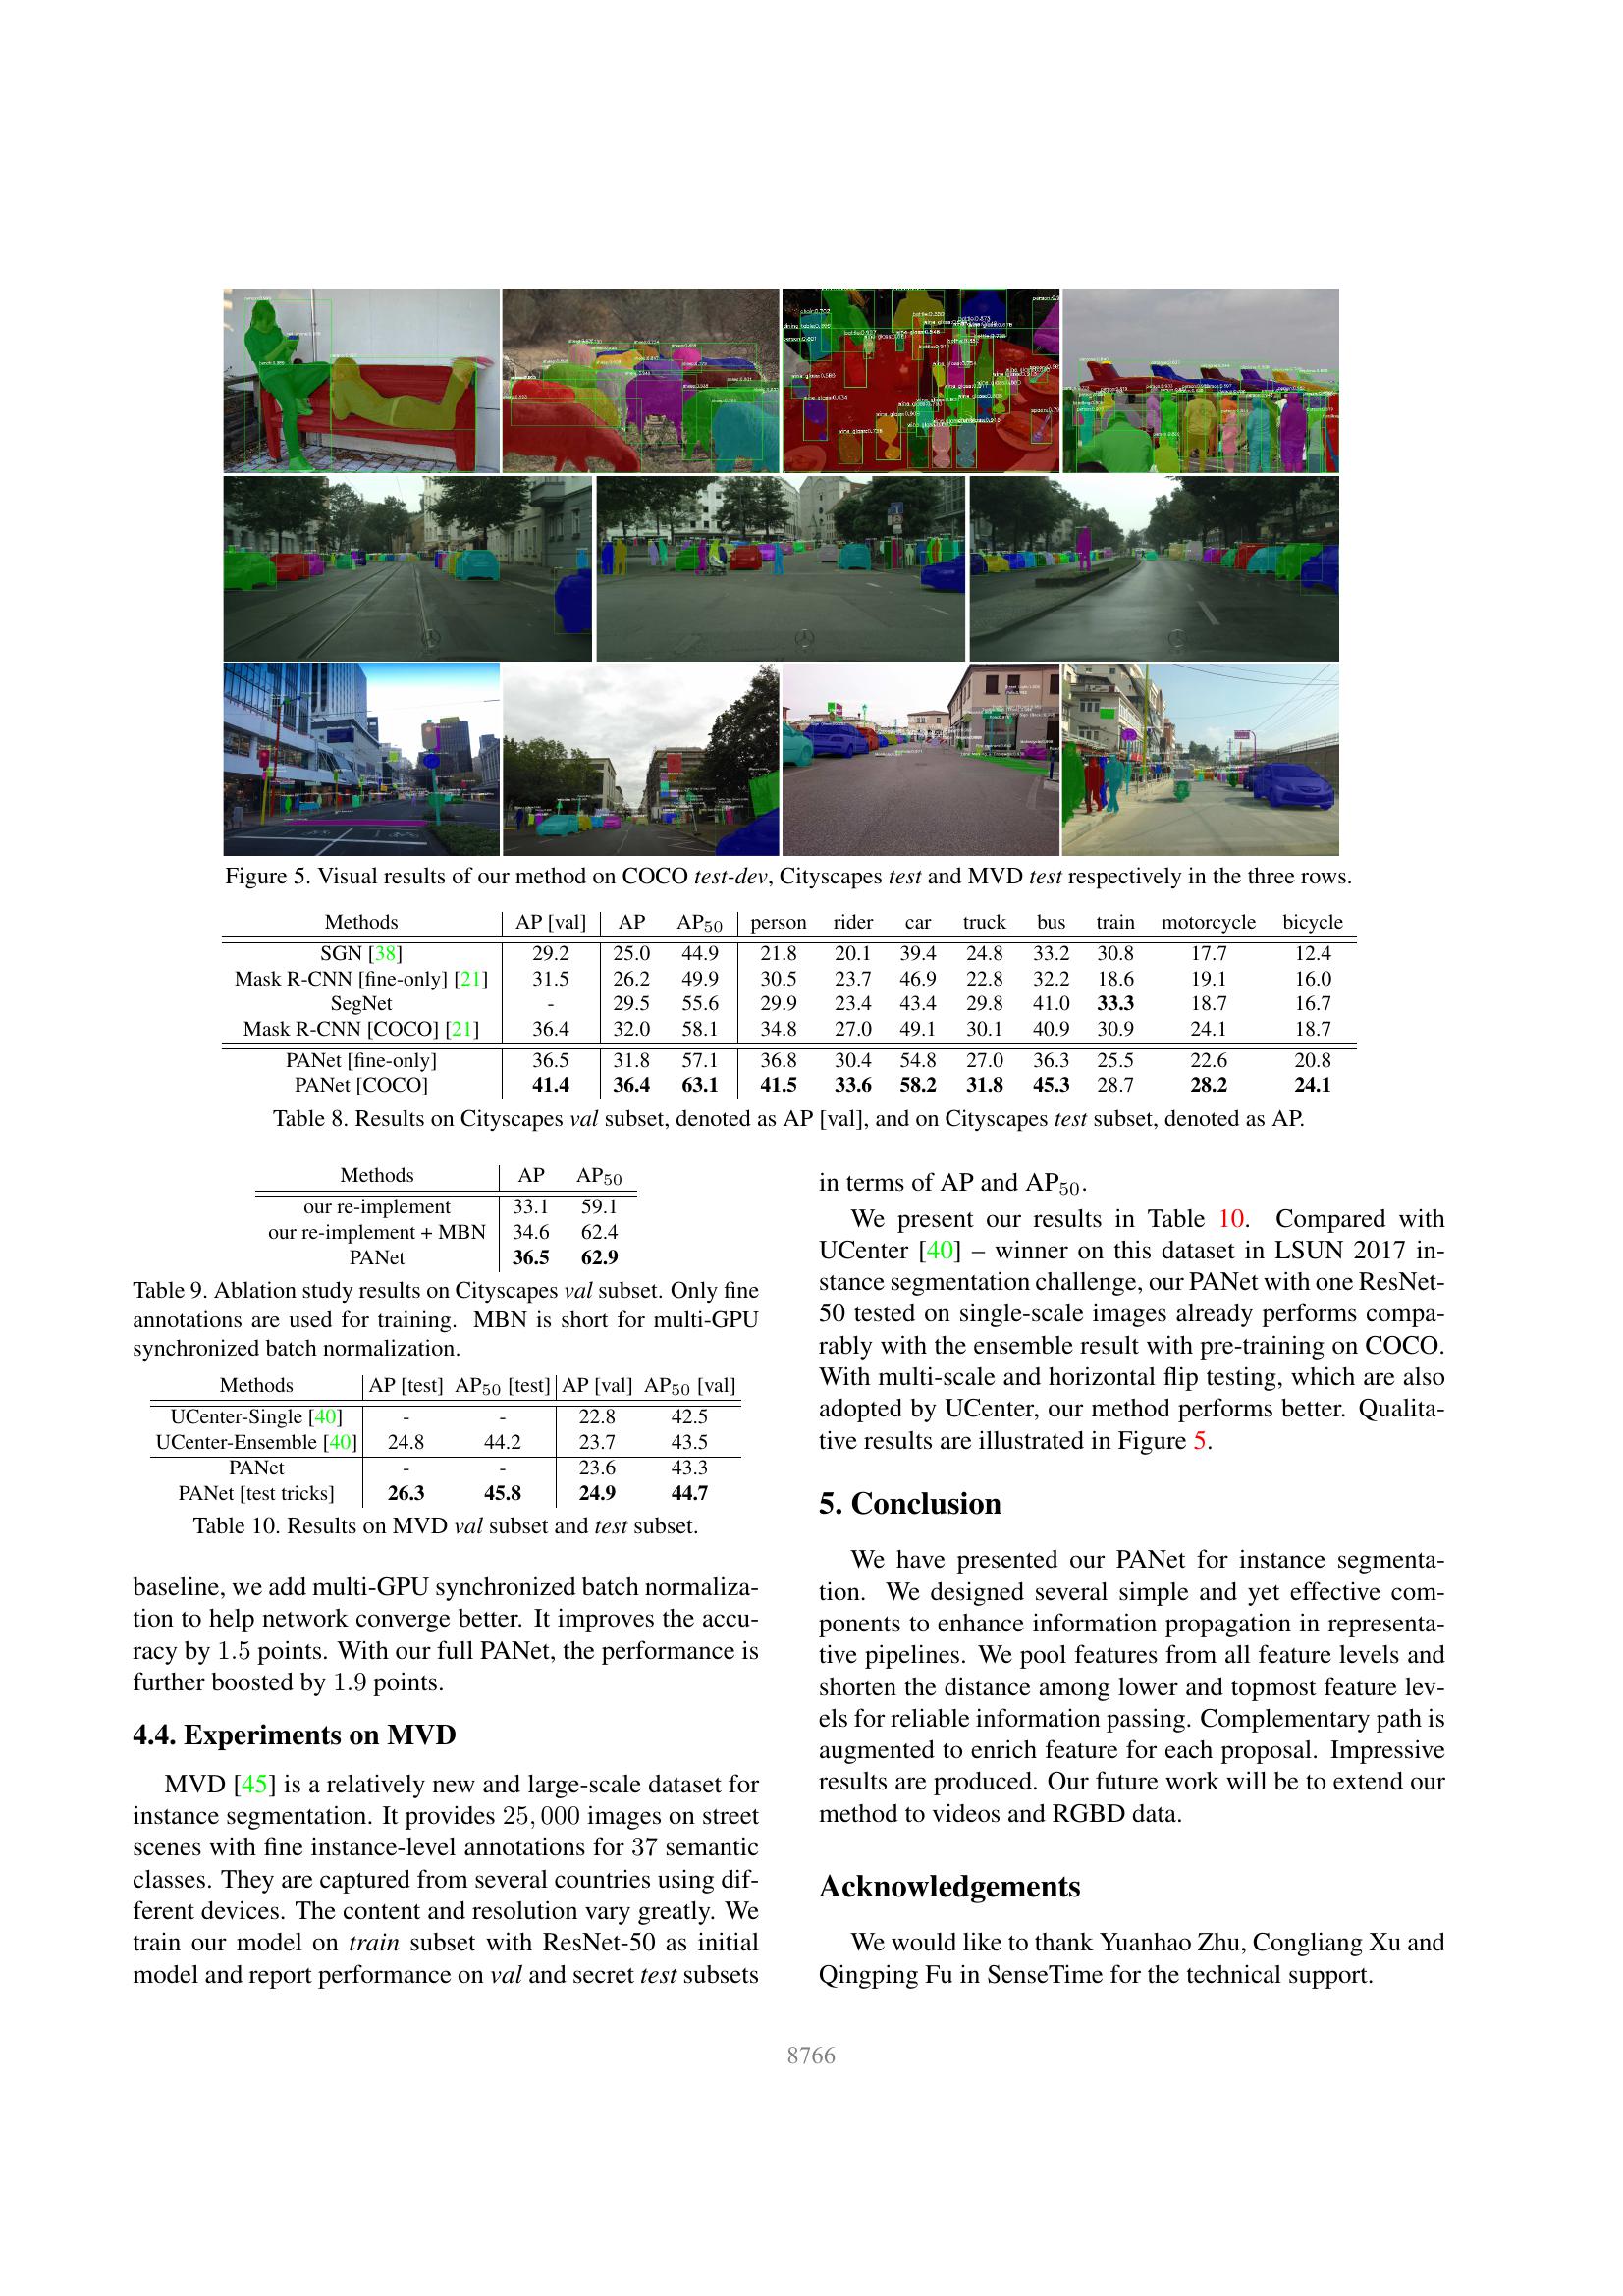 Figure 5. Visual results of our method on COCO test-dev, Cityscapes test and MVD test respectively in the three rows.
Methods AP [val] AP AP50 person rider car truck bus train motorcycle bicycle
SGN [38] 29.2 25.0 44.9 21.8 20.1 39.4 24.8 33.2 30.8 17.7 12.4
Mask R-CNN [fine-only] [21] 31.5 26.2 49.9 30.5 23.7 46.9 22.8 32.2 18.6 19.1 16.0
SegNet - 29.5 55.6 29.9 23.4 43.4 29.8 41.0 33.3 18.7 16.7
Mask R-CNN [COCO] [21] 36.4 32.0 58.1 34.8 27.0 49.1 30.1 40.9 30.9 24.1 18.7
PANet [fine-only] 36.5 31.8 57.1 36.8 30.4 54.8 27.0 36.3 25.5 22.6 20.8
PANet [COCO] 41.4 36.4 63.1 41.5 33.6 58.2 31.8 45.3 28.7 28.2 24.1
Table 8. Results on Cityscapes val subset, denoted as AP [val], and on Cityscapes test subset, denoted as AP.
Methods AP AP50
our re-implement 33.1 59.1
our re-implement + MBN 34.6 62.4
PANet 36.5 62.9
Table 9. Ablation study results on Cityscapes val subset. Only fine
annotations are used for training. MBN is short for multi-GPU
synchronized batch normalization.
Methods AP [test] AP50 [test] AP [val] AP50 [val]
UCenter-Single [40] - - 22.8 42.5
UCenter-Ensemble [40] 24.8 44.2 23.7 43.5
PANet - - 23.6 43.3
PANet [test tricks] 26.3 45.8 24.9 44.7
Table 10. Results on MVD val subset and test subset.
baseline, we add multi-GPU synchronized batch normaliza-
tion to help network converge better. It improves the accu-
racy by 1.5 points. With our full PANet, the performance is
further boosted by 1.9 points.
4.4. Experiments on MVD
MVD [45] is a relatively new and large-scale dataset for
instance segmentation. It provides 25, 000 images on street
scenes with fine instance-level annotations for 37 semantic
classes. They are captured from several countries using dif-
ferent devices. The content and resolution vary greatly. We
train our model on train subset with ResNet-50 as initial
model and report performance on val and secret test subsets
in terms of AP and AP50.
We present our results in Table 10. Compared with
UCenter [40] – winner on this dataset in LSUN 2017 in-
stance segmentation challenge, our PANet with one ResNet-
50 tested on single-scale images already performs compa-
rably with the ensemble result with pre-training on COCO.
With multi-scale and horizontal flip testing, which are also
adopted by UCenter, our method performs better. Qualita-
tive results are illustrated in Figure 5.
5. Conclusion
We have presented our PANet for instance segmenta-
tion. We designed several simple and yet effective com-
ponents to enhance information propagation in representa-
tive pipelines. We pool features from all feature levels and
shorten the distance among lower and topmost feature lev-
els for reliable information passing. Complementary path is
augmented to enrich feature for each proposal. Impressive
results are produced. Our future work will be to extend our
method to videos and RGBD data.
Acknowledgements
We would like to thank Yuanhao Zhu, Congliang Xu and
Qingping Fu in SenseTime for the technical support.
8766